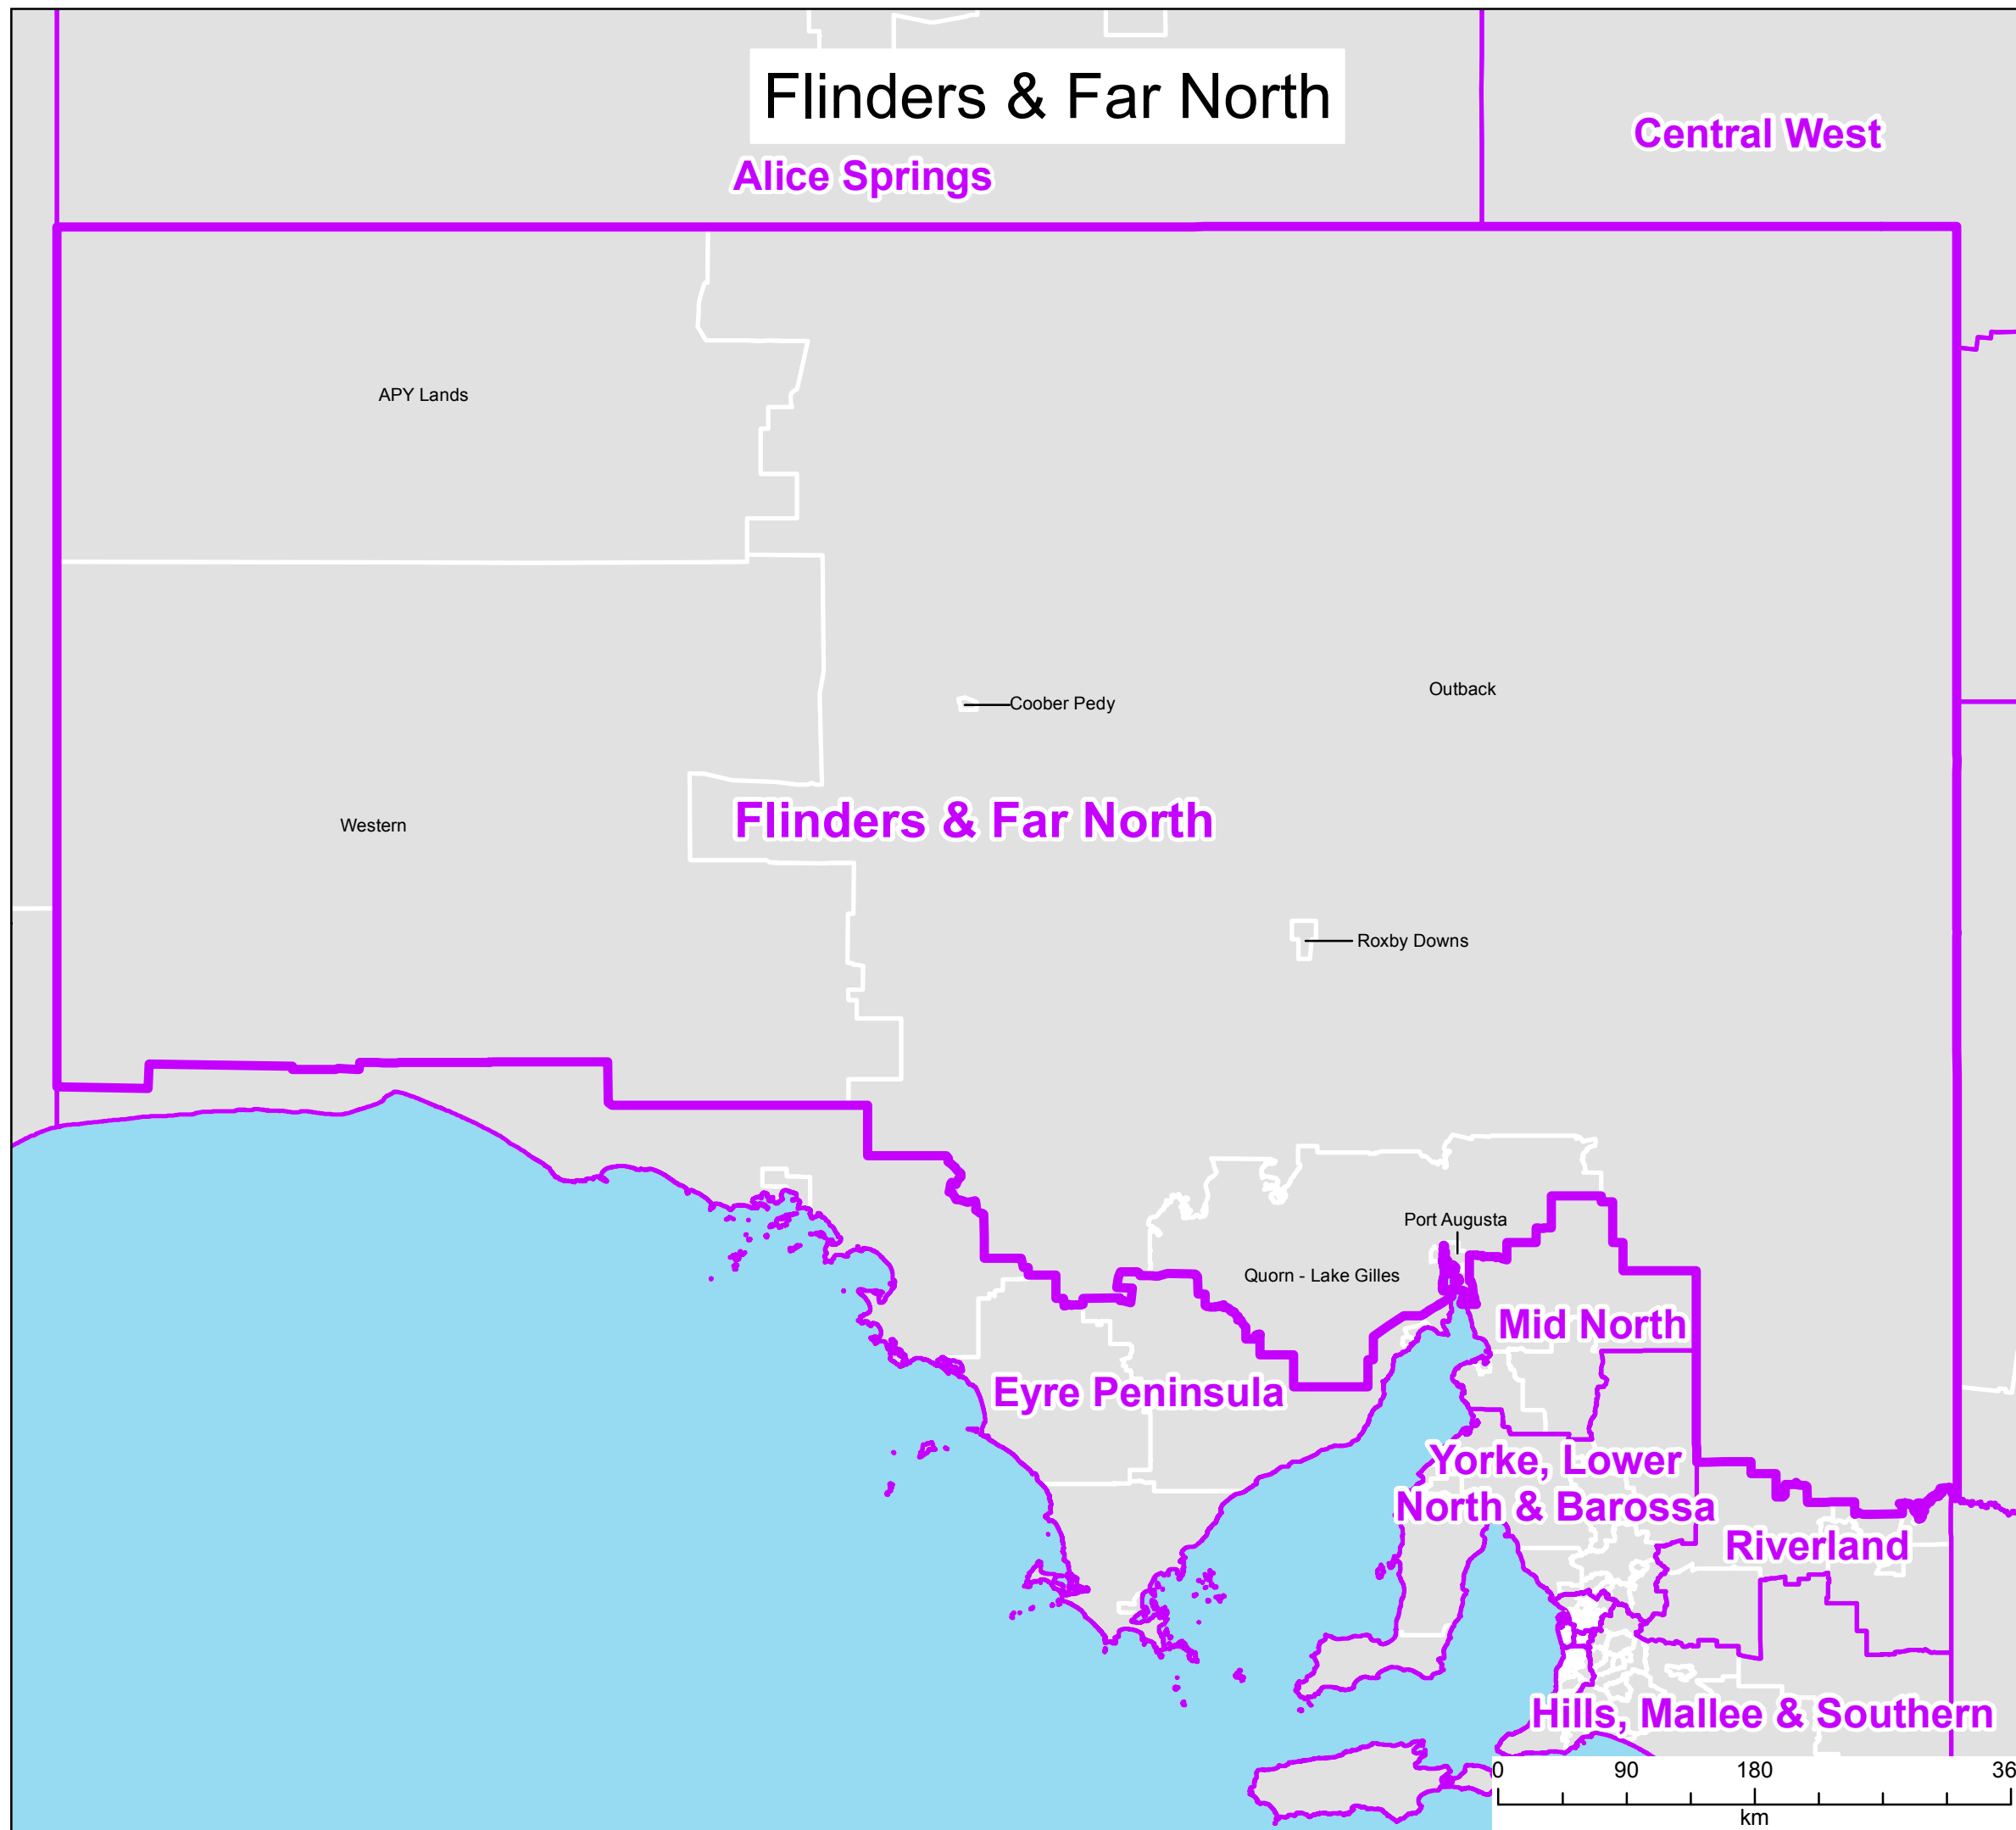 Flinders & Far North
Central West
Alice Springs
APY Lands
Outback
Coober Pedy
Flinders & Far North
Western
Roxby Downs
Port Augusta
Quorn - Lake Gilles
Mid North
Eyre Peninsula
Yorke, Lower
North & Barossa
Riverland
Hills, Mallee & Southern
0 90 180 36
km